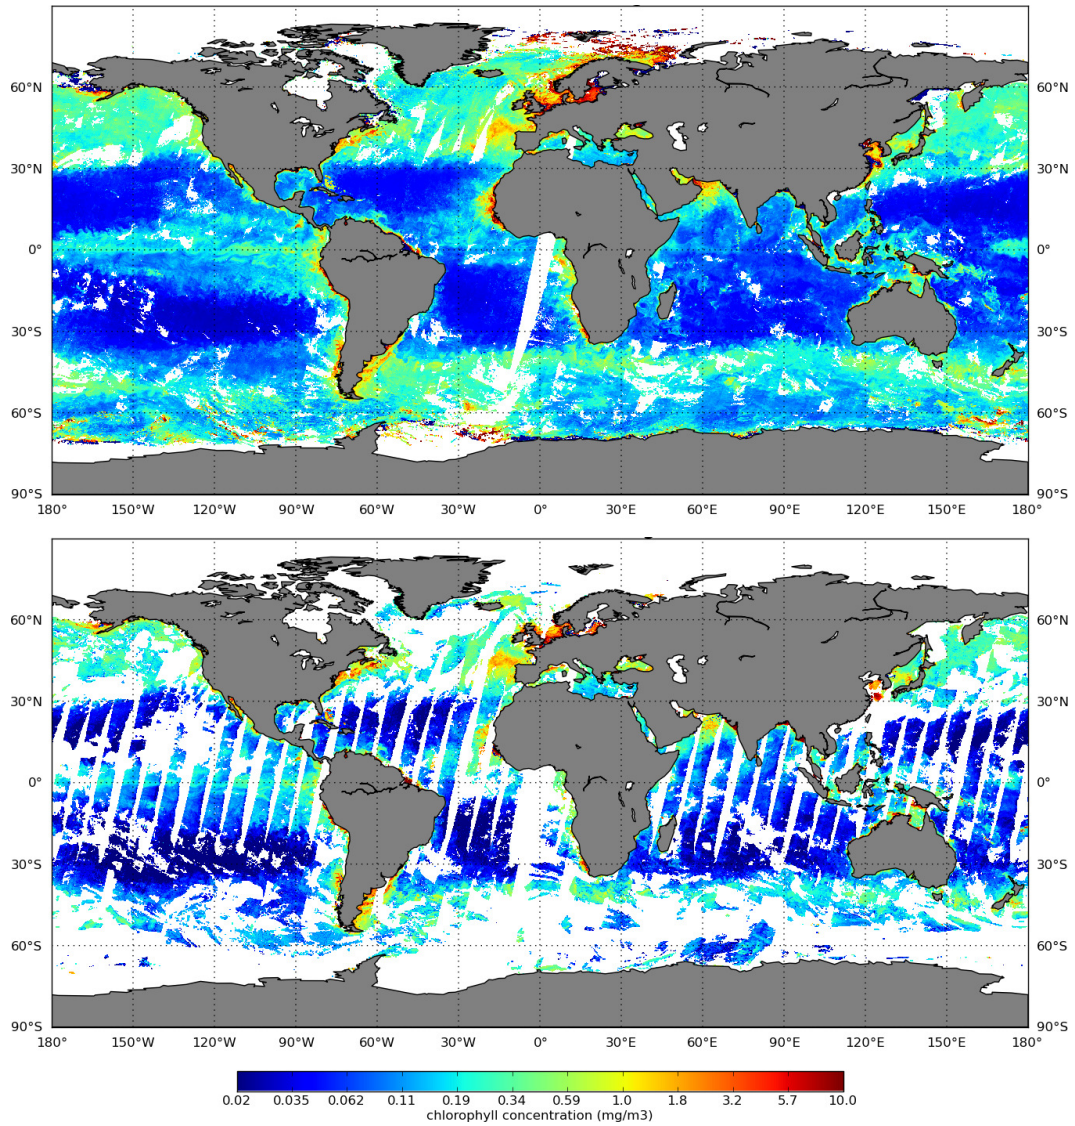 60°N 60°N
30°N 30°N
0° 0°
30°S 30°S
60°S 60°S
90°S 90°S
180° 150°W 120°W 90°W 60°W 30°W 0° 30°E 60°E 90°E 120°E 150°E 180°
60°N 60°N
30°N 30°N
0° 0°
30°S 30°S
60°S 60°S
90°S 90°S
180° 150°W 120°W 90°W 60°W 30°W 0° 30°E 60°E 90°E 120°E 150°E 180°
0.02 0.035 0.062 0.11 0.19 0.34 0.59 1.0 1.8 3.2 5.7 10.0
chlorophyll concentration (mg/m3)